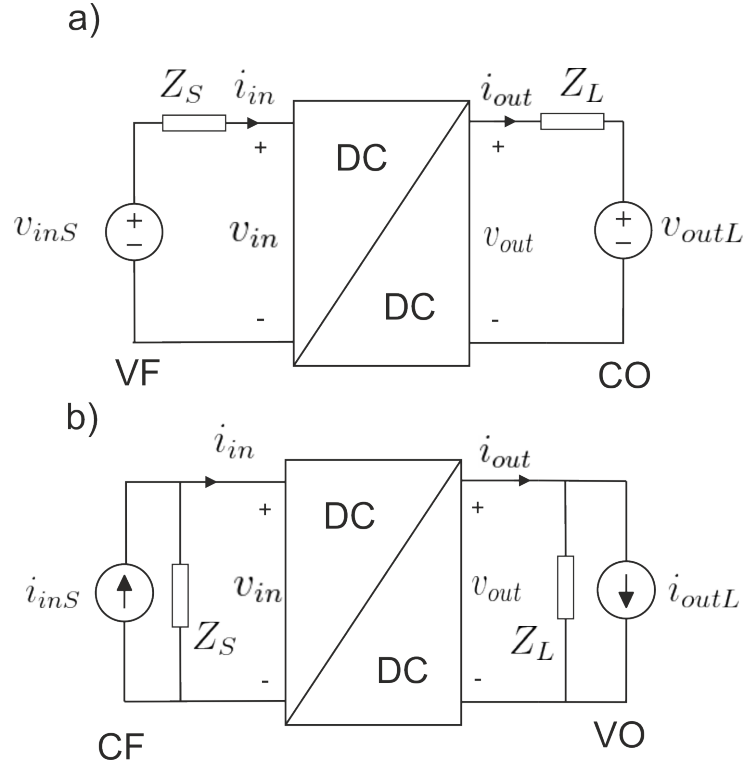 a)
Z_S i_in i_out Z_L
+ DC +
v_inS + − v_in v_out + − v_outL
DC
- -
VF CO
b)
i_in i_out
+ DC +
i_inS v_in v_out i_outL
Z_S Z_L
- DC -
CF VO